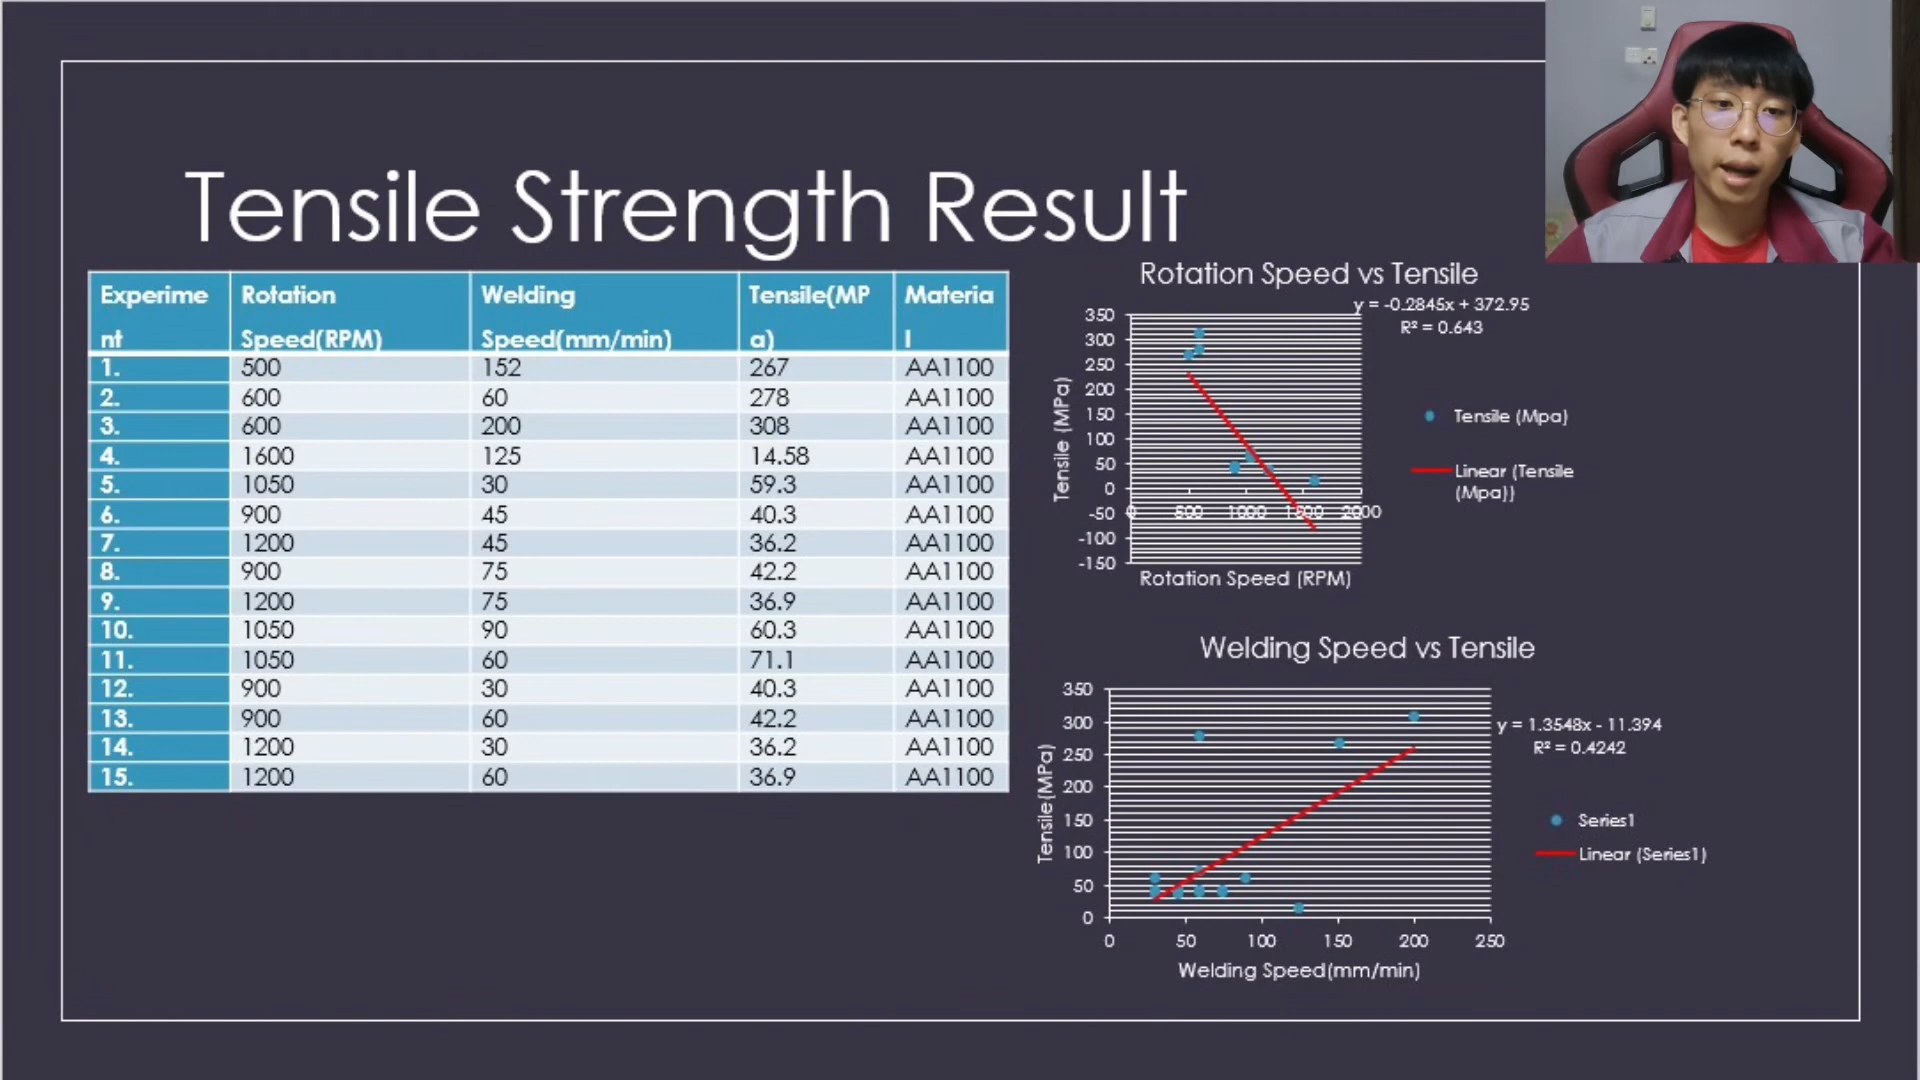 Tensile Strength Result
Experime Rotation Welding Tensile(MP Materia
nt Speed(RPM) Speed(mm/min) a) l
1. 500 152 267 AA1100
2. 600 60 278 AA1100
3. 600 200 308 AA1100
4. 1600 125 14.58 AA1100
5. 1050 30 59.3 AA1100
6. 900 45 40.3 AA1100
7. 1200 45 36.2 AA1100
8. 900 75 42.2 AA1100
9. 1200 75 36.9 AA1100
10. 1050 90 60.3 AA1100
11. 1050 60 71.1 AA1100
12. 900 30 40.3 AA1100
13. 900 60 42.2 AA1100
14. 1200 30 36.2 AA1100
15. 1200 60 36.9 AA1100
Rotation Speed vs Tensile
y = -0.2845x + 372.95
R² = 0.643
350
300
250
200
150
100
50
0
-50
-100
-150
0 500 1000 1500 2000
Tensile (MPa)
Rotation Speed (RPM)
Tensile (Mpa)
Linear (Tensile
(Mpa))
Welding Speed vs Tensile
y = 1.3548x - 11.394
R² = 0.4242
350
300
250
200
150
100
50
0
0 50 100 150 200 250
Tensile(MPa)
Welding Speed(mm/min)
Series1
Linear (Series1)